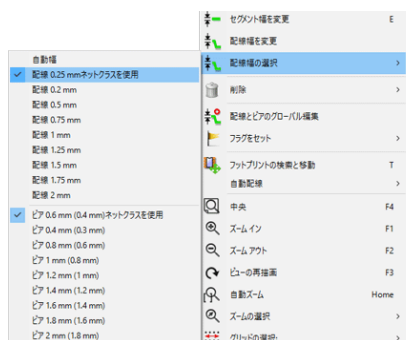 セグメント幅を変更 E
配線幅を変更
配線幅の選択 >
削除 >
配線とビアのグローバル編集
フラグをセット >
フットプリントの検索と移動 T
自動配線 >
中央 F4
ズーム イン F1
ズーム アウト F2
ビューの再描画 F3
自動ズーム Home
ズームの選択 >
グリッドの選択: >
自動幅
配線 0.25 mmネットクラスを使用
配線 0.2 mm
配線 0.5 mm
配線 0.75 mm
配線 1 mm
配線 1.25 mm
配線 1.5 mm
配線 1.75 mm
配線 2 mm
ビア 0.6 mm (0.4 mm)ネットクラスを使用
ビア 0.4 mm (0.3 mm)
ビア 0.8 mm (0.6 mm)
ビア 1 mm (0.8 mm)
ビア 1.2 mm (1 mm)
ビア 1.4 mm (1.2 mm)
ビア 1.6 mm (1.4 mm)
ビア 1.8 mm (1.6 mm)
ビア 2 mm (1.8 mm)